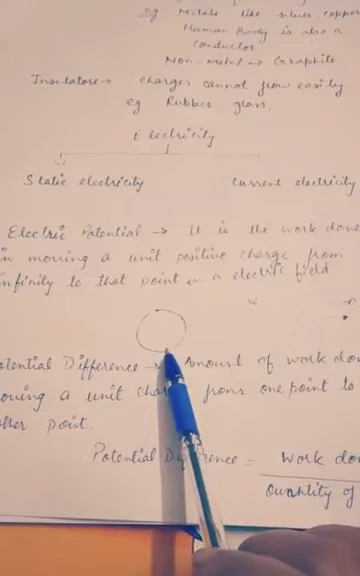 eg Metals like silver, copper
Human Body is also a
conductor
Non-metal → Graphite
Insulators → charges cannot flow easily
eg Rubber glass.
Electricity
Static electricity current electricity
Electric Potential → It is the work done
in moving a unit positive charge from
infinity to that point in a electric field
∞
Potential Difference → Amount of work don
moving a unit char from one point to
other point.
Potential Difference = Work don
Quantity of